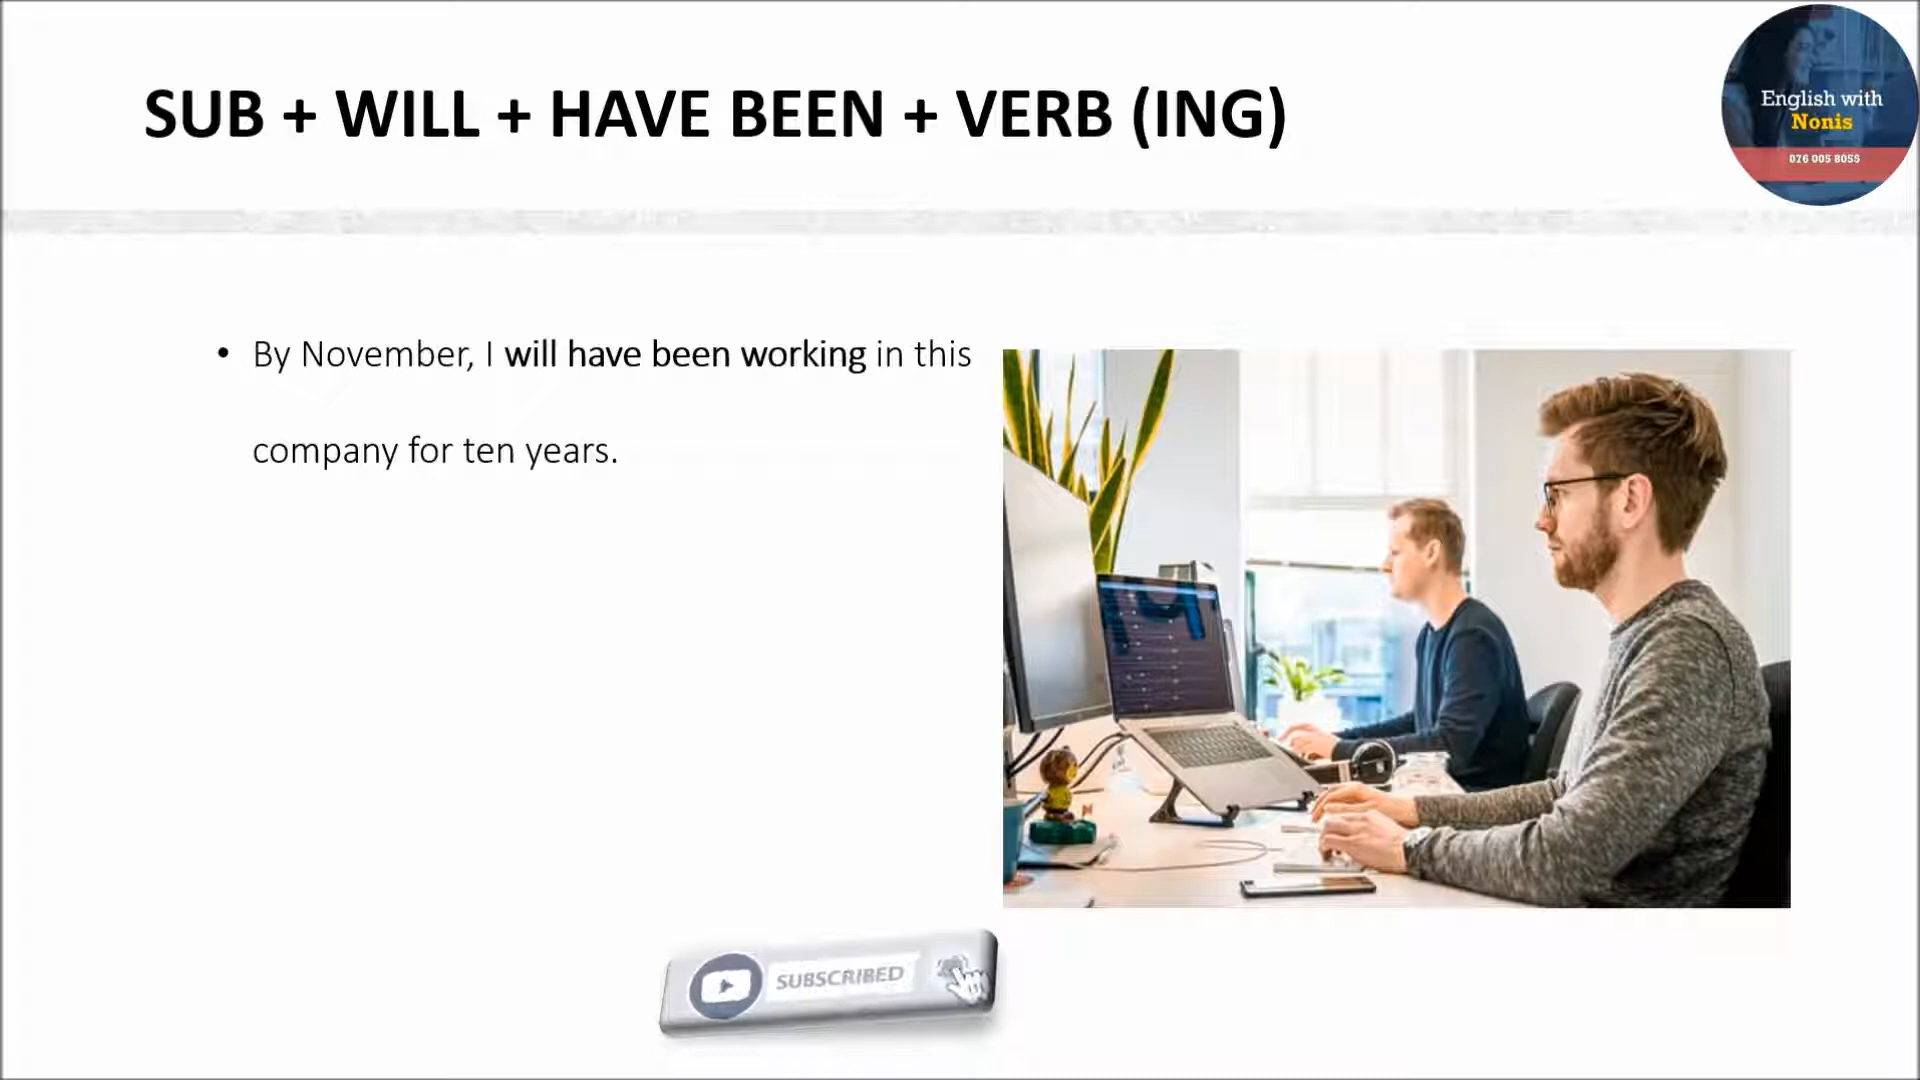 SUB + WILL + HAVE BEEN + VERB (ING)
English with
Nonis
076 005 8055
• By November, I will have been working in this
company for ten years.
SUBSCRIBED